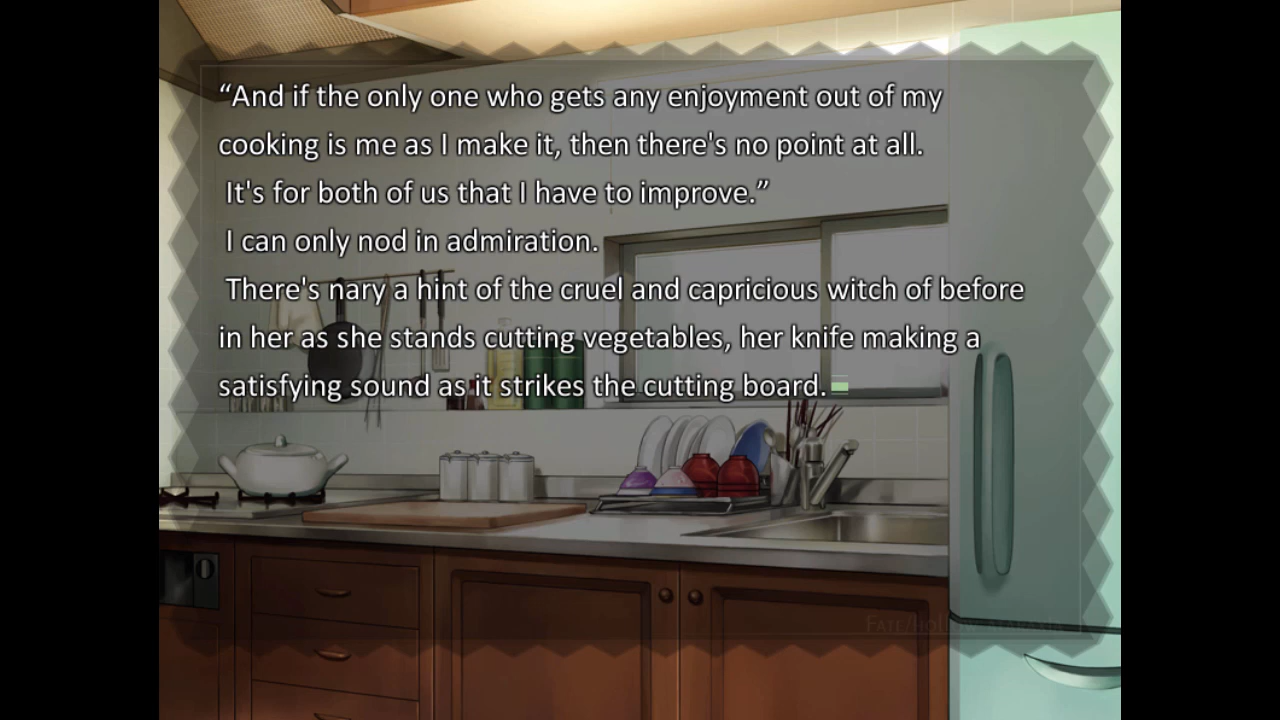 “And if the only one who gets any enjoyment out of my
cooking is me as I make it, then there's no point at all.
It's for both of us that I have to improve.”
I can only nod in admiration.
There's nary a hint of the cruel and capricious witch of before
in her as she stands cutting vegetables, her knife making a
satisfying sound as it strikes the cutting board.
FATE/HOLLOW ATARAXIA